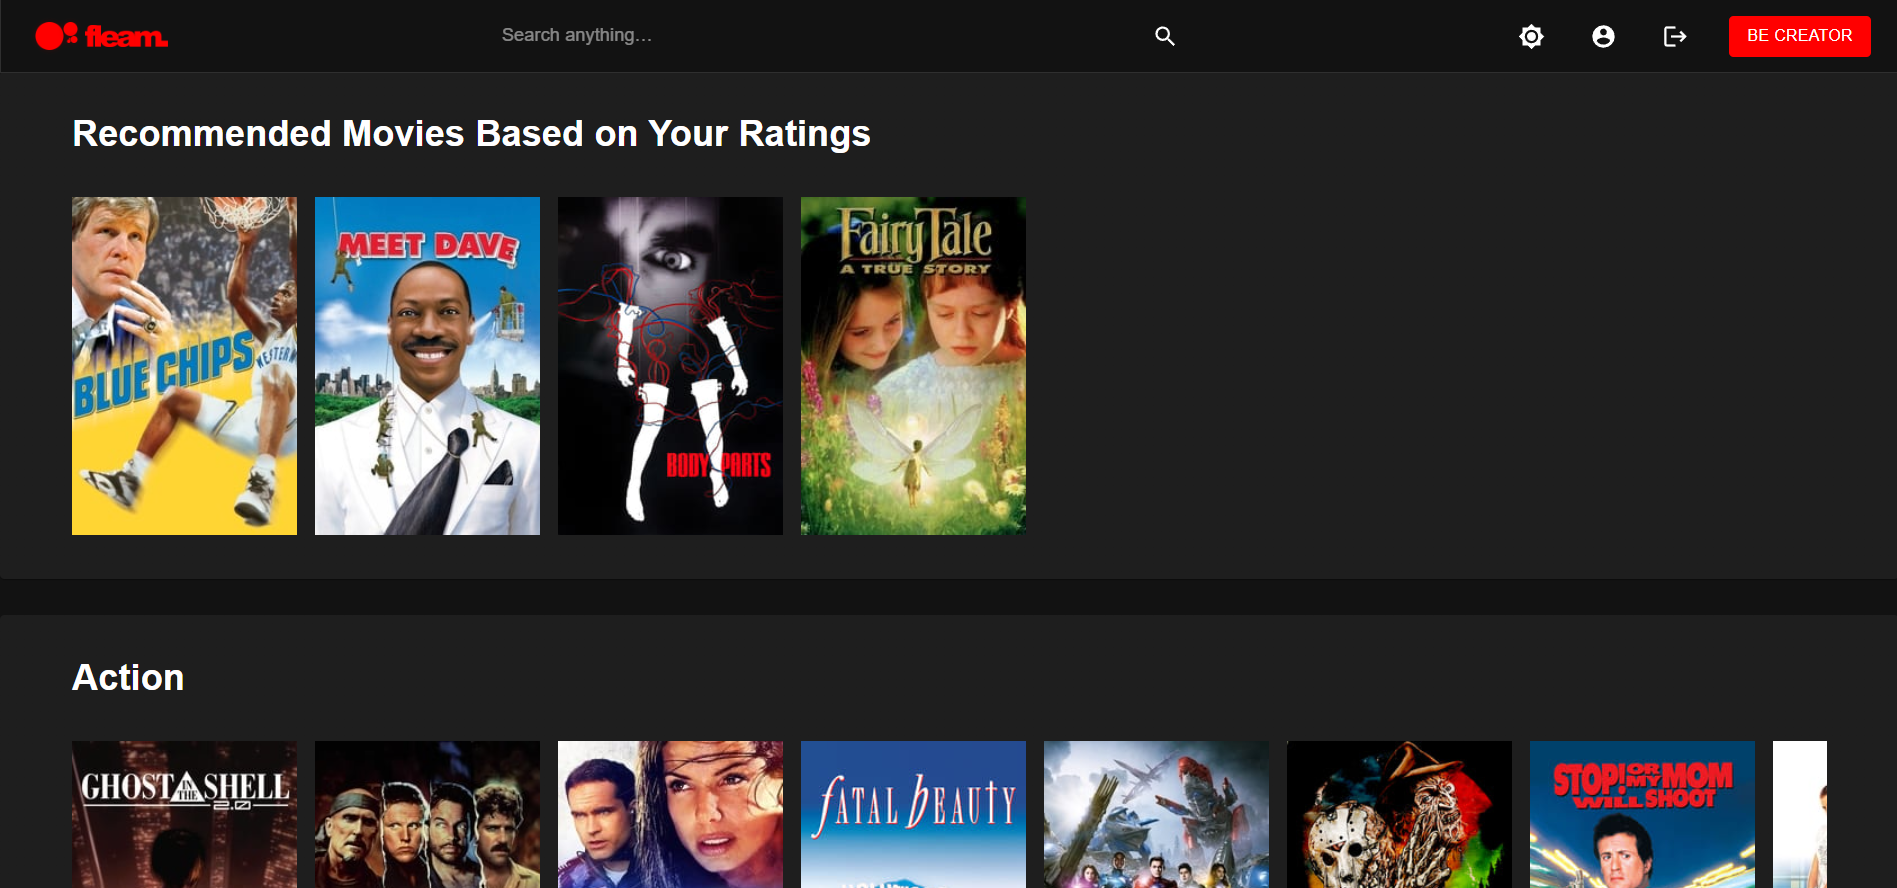 fleam.
Search anything...
BE CREATOR
Recommended Movies Based on Your Ratings
BLUE CHIPS
WESTERN
MEET DAVE
BODY PARTS
Fairy Tale
A TRUE STORY
Action
GHOST IN THE SHELL
2.0
fATAL bEAUTY
STOP! OR MY MOM
WILL SHOOT